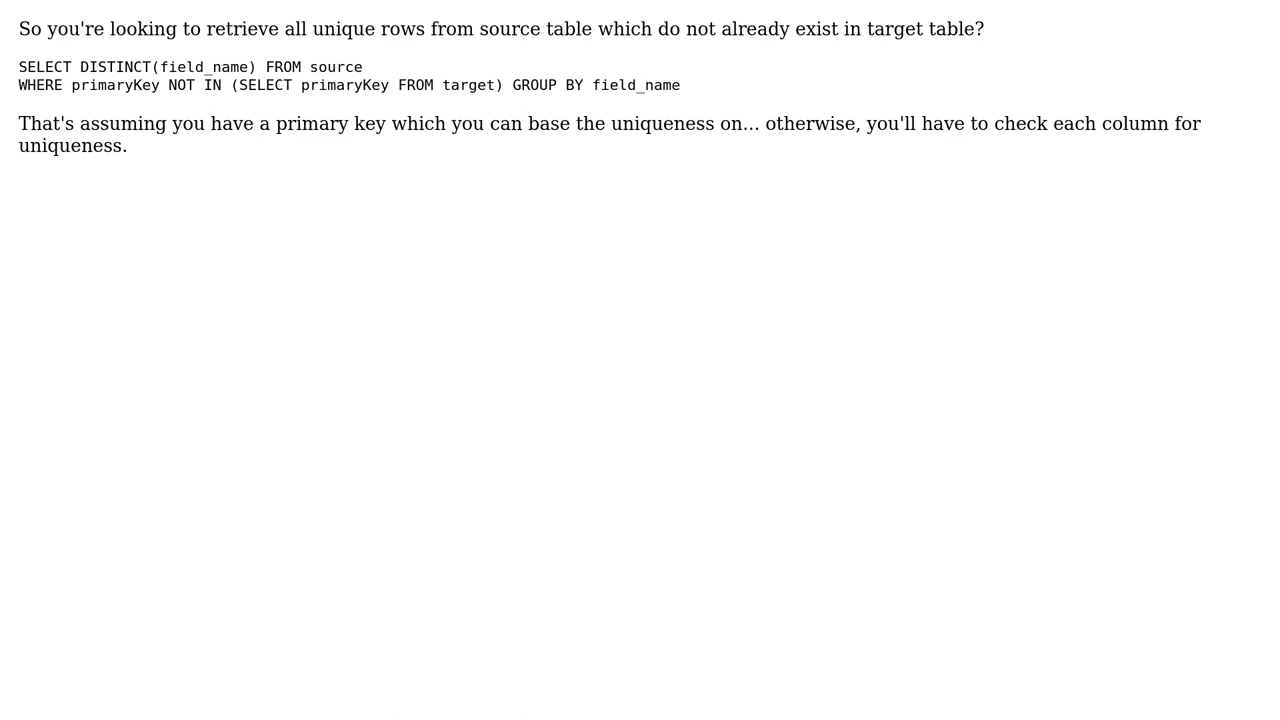 So you're looking to retrieve all unique rows from source table which do not already exist in target table?
SELECT DISTINCT(field_name) FROM source
WHERE primaryKey NOT IN (SELECT primaryKey FROM target) GROUP BY field_name
That's assuming you have a primary key which you can base the uniqueness on... otherwise, you'll have to check each column for
uniqueness.